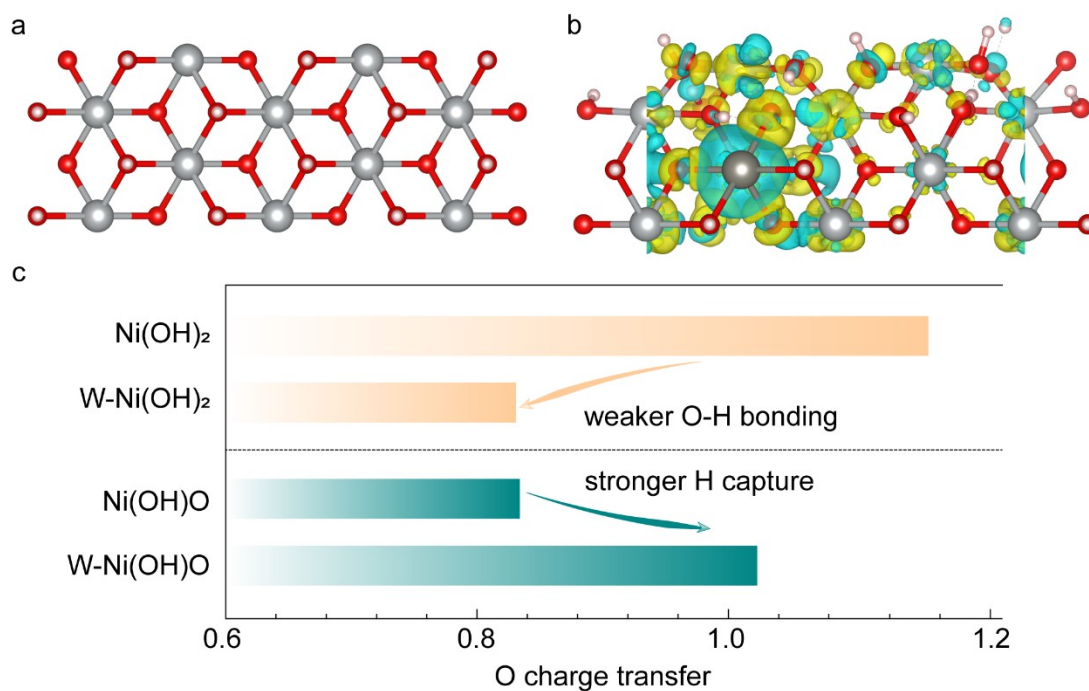 a
b
c
Ni(OH)₂
W-Ni(OH)₂
weaker O-H bonding
stronger H capture
Ni(OH)O
W-Ni(OH)O
0.6 0.8 1.0 1.2
O charge transfer